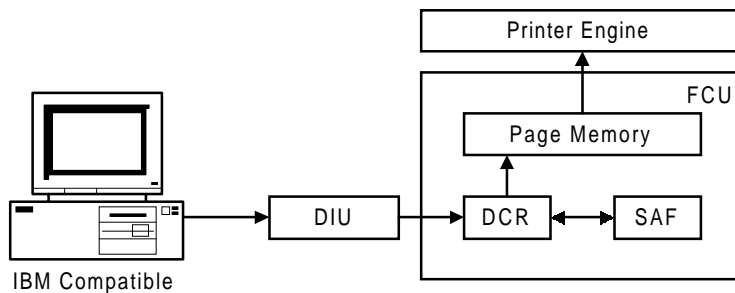 Printer Engine
FCU
Page Memory
DIU
DCR
SAF
IBM Compatible